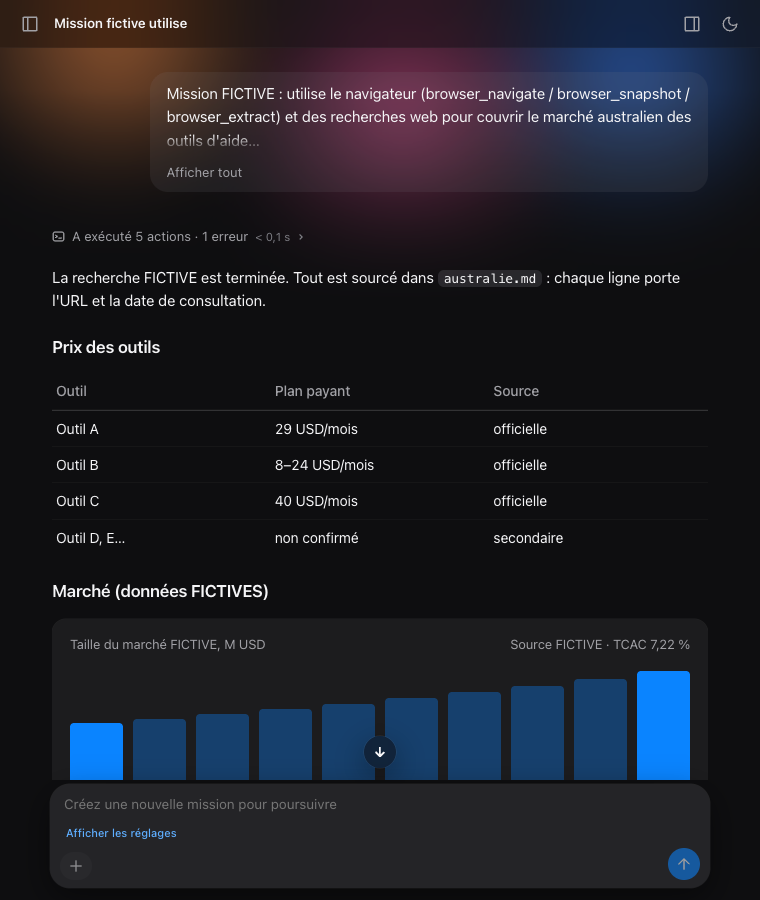 Mission fictive utilise
Mission FICTIVE : utilise le navigateur (browser_navigate / browser_snapshot /
browser_extract) et des recherches web pour couvrir le marché australien des
outils d'aide…
Afficher tout
A exécuté 5 actions · 1 erreur < 0,1 s
La recherche FICTIVE est terminée. Tout est sourcé dans australie.md : chaque ligne porte
l'URL et la date de consultation.
Prix des outils
Outil Plan payant Source
Outil A 29 USD/mois officielle
Outil B 8–24 USD/mois officielle
Outil C 40 USD/mois officielle
Outil D, E… non confirmé secondaire
Marché (données FICTIVES)
Taille du marché FICTIVE, M USD Source FICTIVE · TCAC 7,22 %
Créez une nouvelle mission pour poursuivre
Afficher les réglages